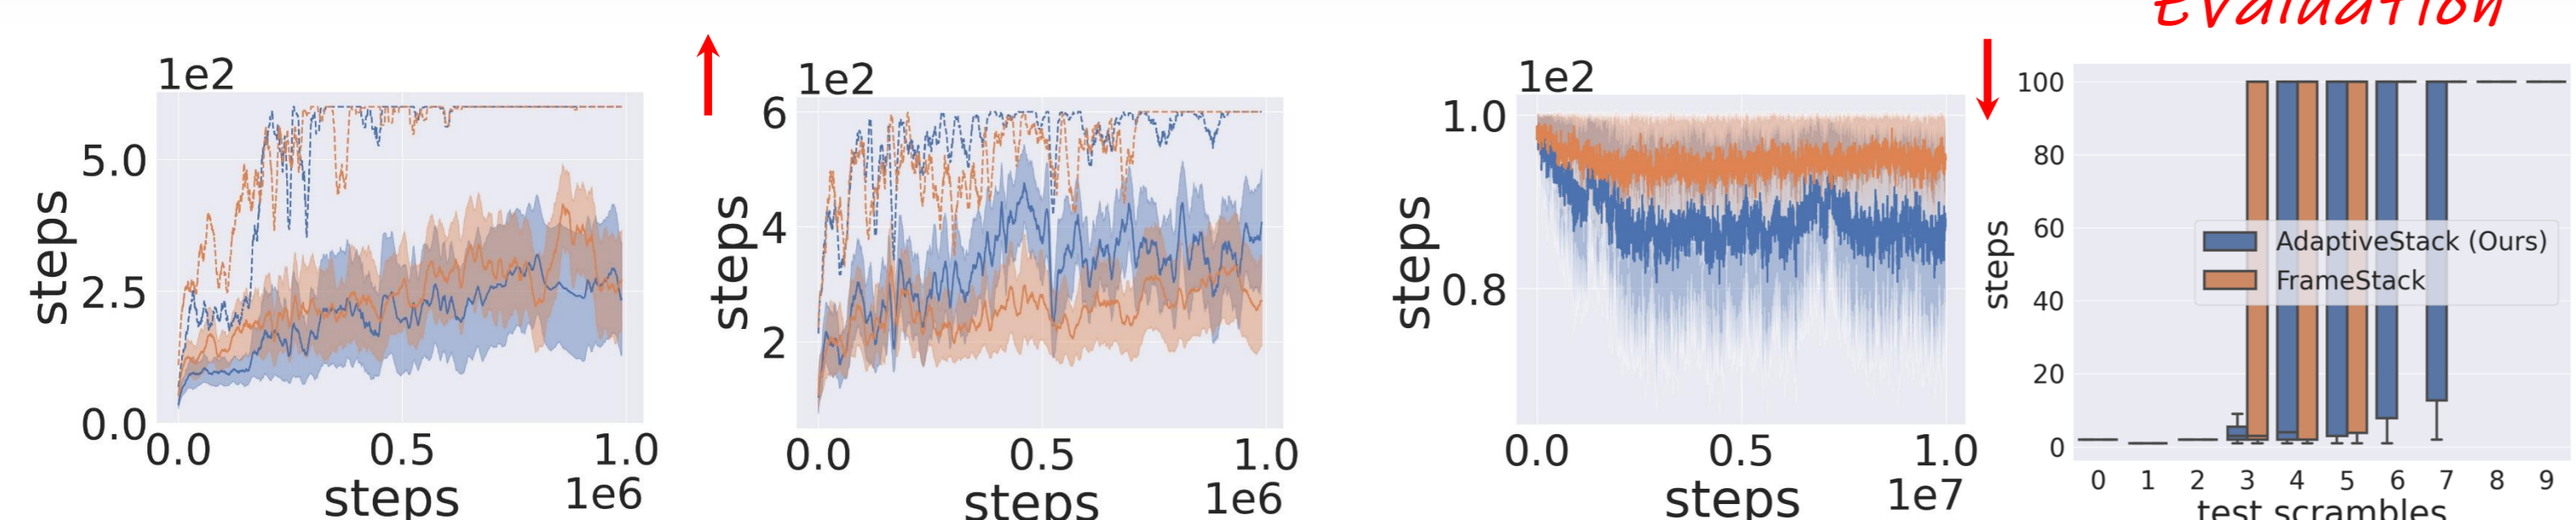 Evaluation
1e2
5.0
2.5
0.0
steps
0.0 0.5 1.0
steps 1e6
1e2
6
4
2
steps
0.0 0.5 1.0
steps 1e6
1e2
1.0
0.8
steps
0.0 0.5 1.0
steps 1e7
100
80
60
40
20
0
steps
AdaptiveStack (Ours)
FrameStack
0 1 2 3 4 5 6 7 8 9
test scrambles